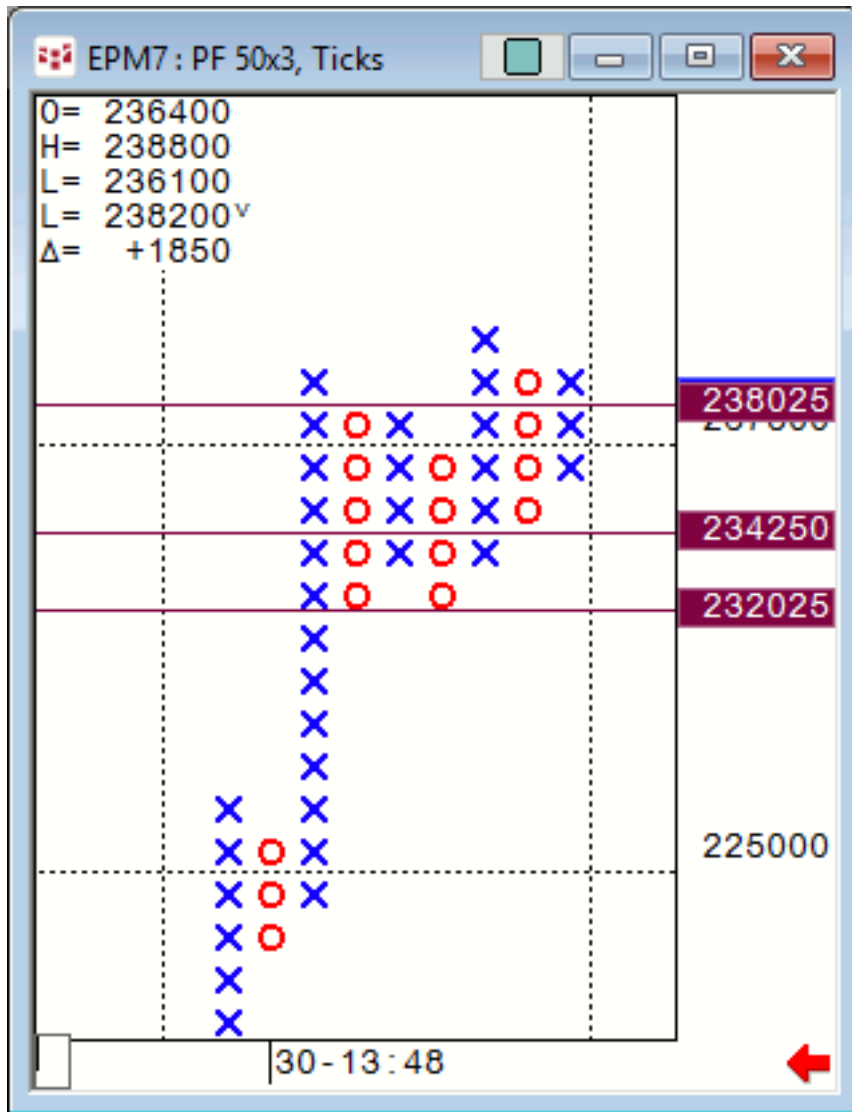 EPM7 : PF 50x3, Ticks
O= 236400
H= 238800
L= 236100
L= 238200v
Δ= +1850
238025
234250
232025
225000
30-13:48